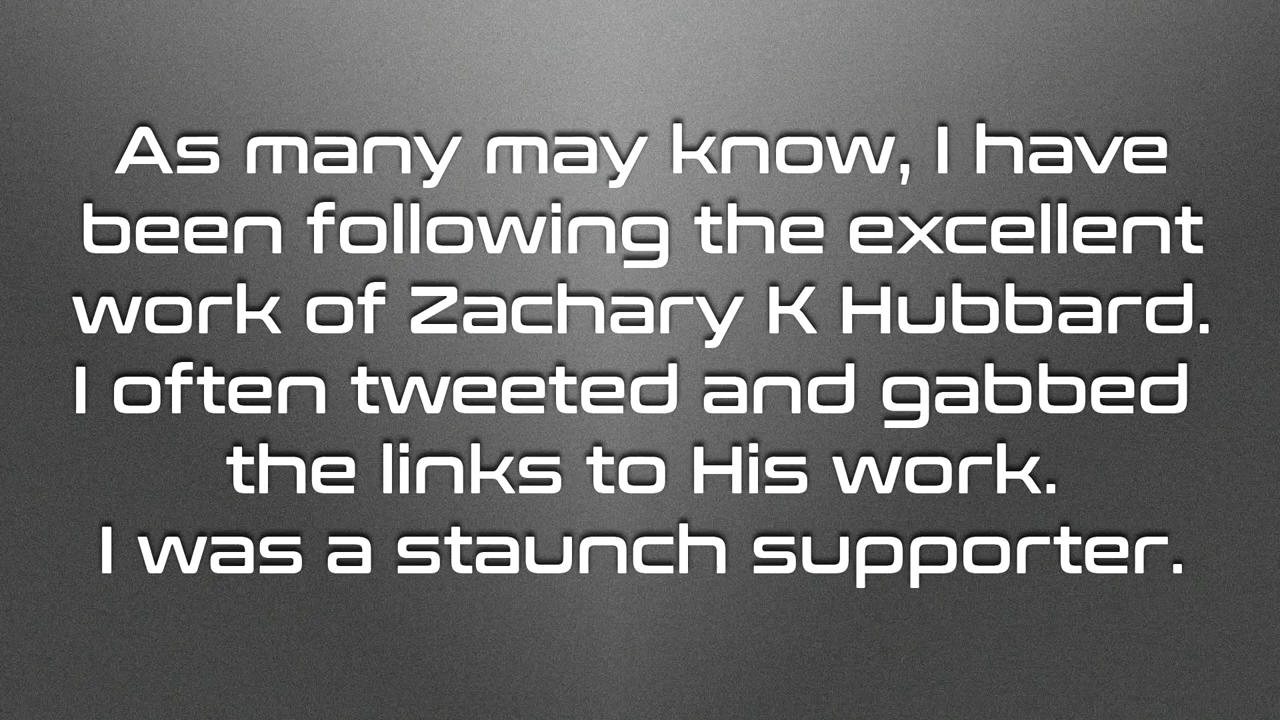 As many may know, I have
been following the excellent
work of Zachary K Hubbard.
I often tweeted and gabbed
the links to His work.
I was a staunch supporter.